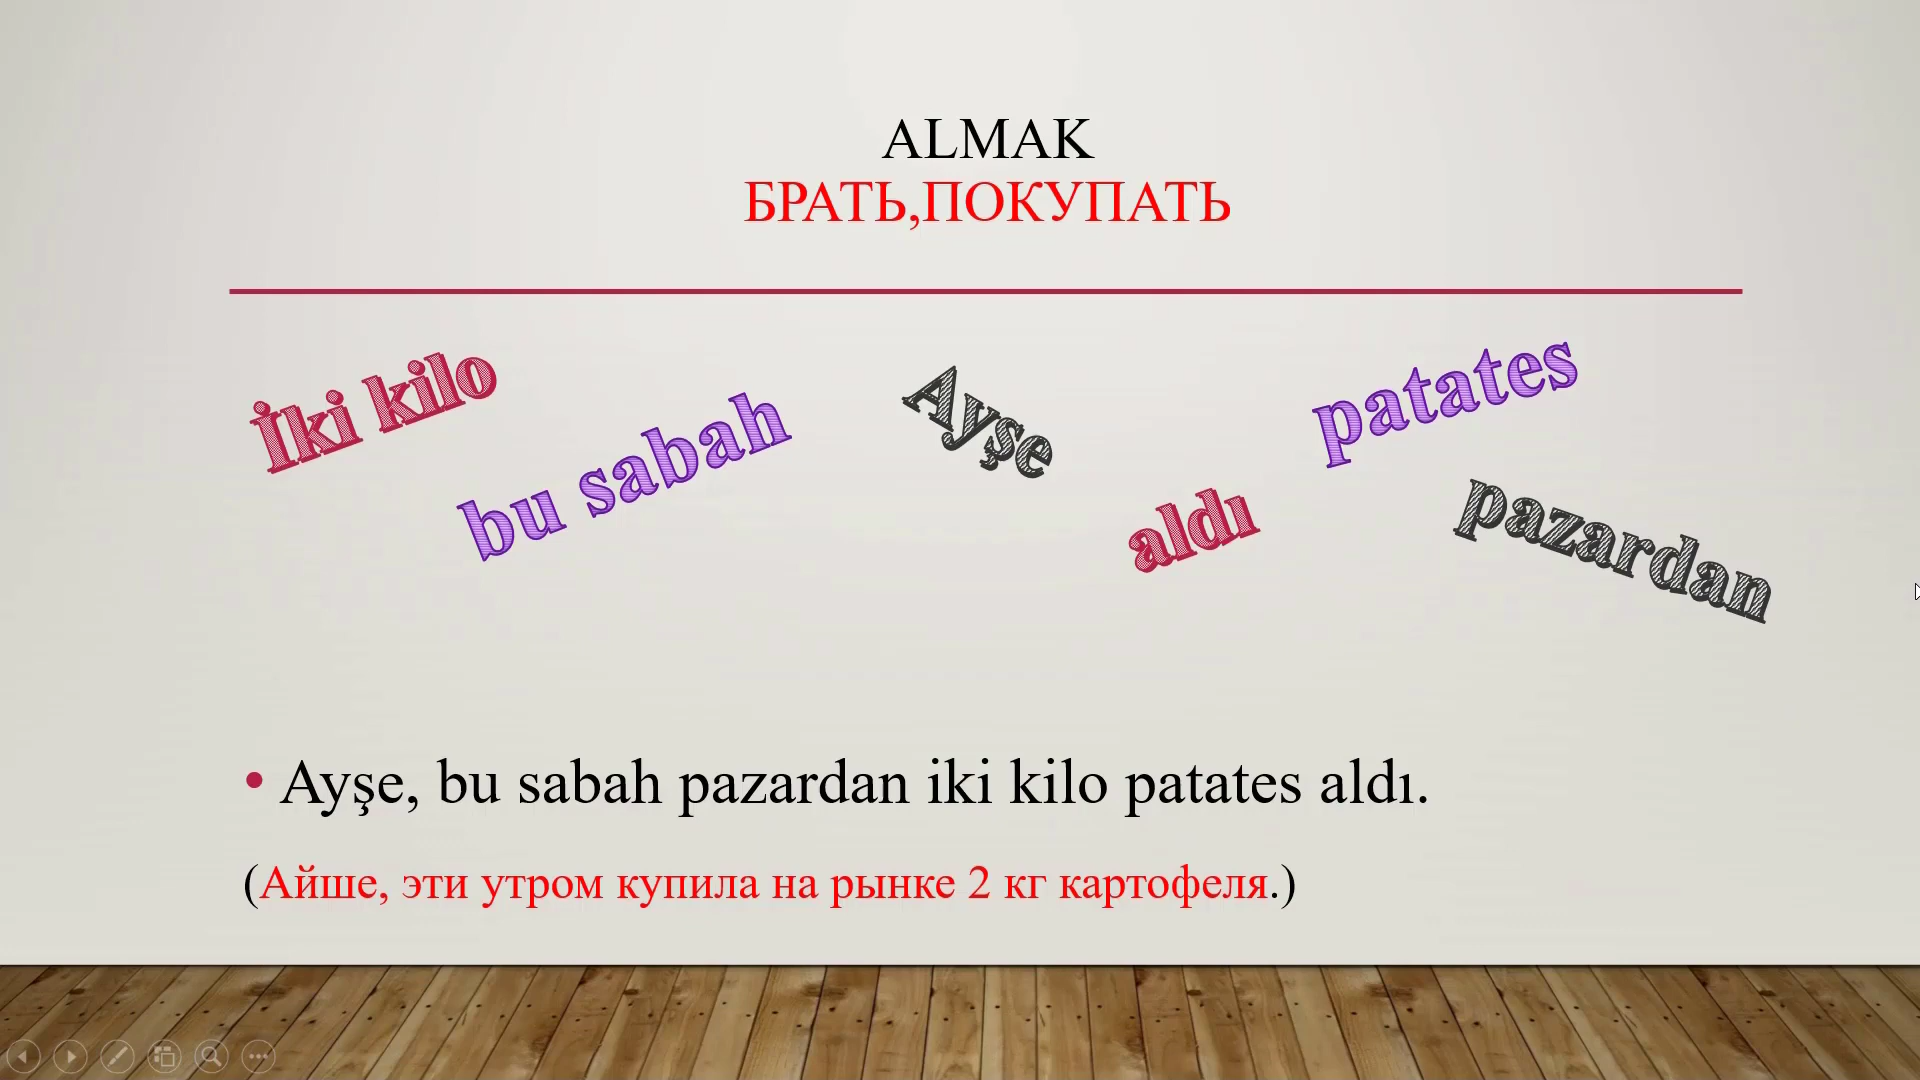 ALMAK
БРАТЬ,ПОКУПАТЬ
İki kilo
bu sabah
Ayşe
aldı
patates
pazardan
• Ayşe, bu sabah pazardan iki kilo patates aldı.
(Айше, эти утром купила на рынке 2 кг картофеля.)